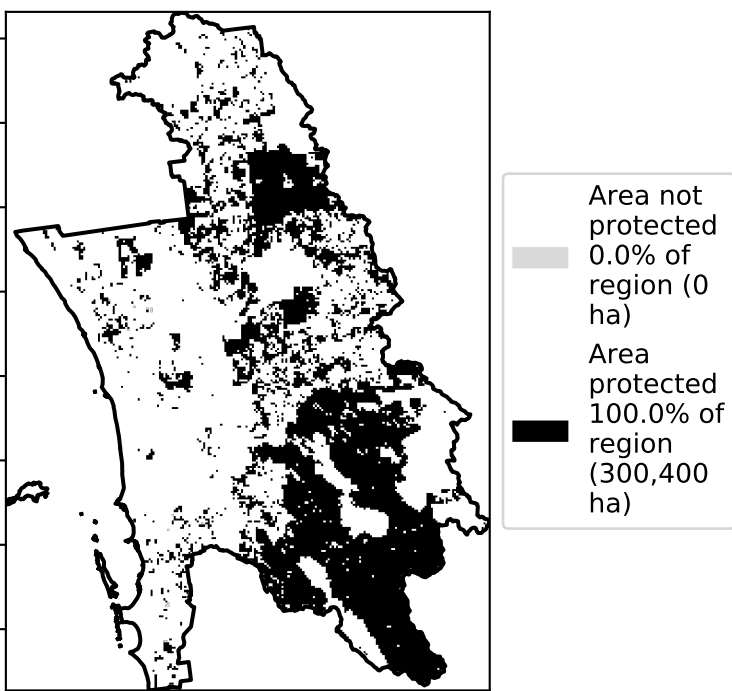 Area not
protected
0.0% of
region (0
ha)
Area
protected
100.0% of
region
(300,400
ha)